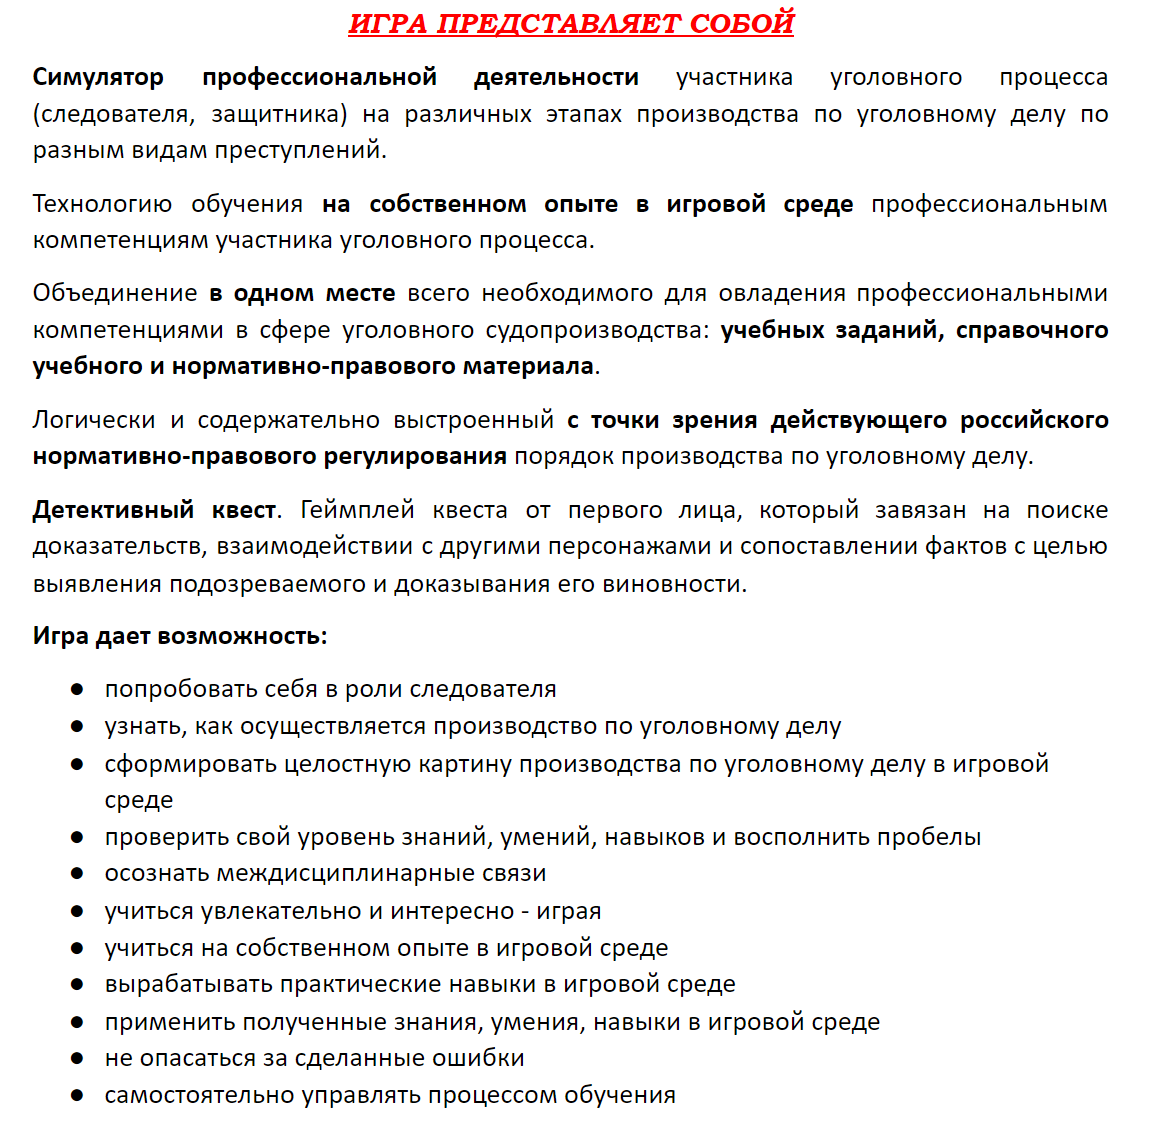 ИГРА ПРЕДСТАВЛЯЕТ СОБОЙ
Симулятор профессиональной деятельности участника уголовного процесса
(следователя, защитника) на различных этапах производства по уголовному делу по
разным видам преступлений.
Технологию обучения на собственном опыте в игровой среде профессиональным
компетенциям участника уголовного процесса.
Объединение в одном месте всего необходимого для овладения профессиональными
компетенциями в сфере уголовного судопроизводства: учебных заданий, справочного
учебного и нормативно-правового материала.
Логически и содержательно выстроенный с точки зрения действующего российского
нормативно-правового регулирования порядок производства по уголовному делу.
Детективный квест. Геймплей квеста от первого лица, который завязан на поиске
доказательств, взаимодействии с другими персонажами и сопоставлении фактов с целью
выявления подозреваемого и доказывания его виновности.
Игра дает возможность:
● попробовать себя в роли следователя
● узнать, как осуществляется производство по уголовному делу
● сформировать целостную картину производства по уголовному делу в игровой
среде
● проверить свой уровень знаний, умений, навыков и восполнить пробелы
● осознать междисциплинарные связи
● учиться увлекательно и интересно - играя
● учиться на собственном опыте в игровой среде
● вырабатывать практические навыки в игровой среде
● применить полученные знания, умения, навыки в игровой среде
● не опасаться за сделанные ошибки
● самостоятельно управлять процессом обучения